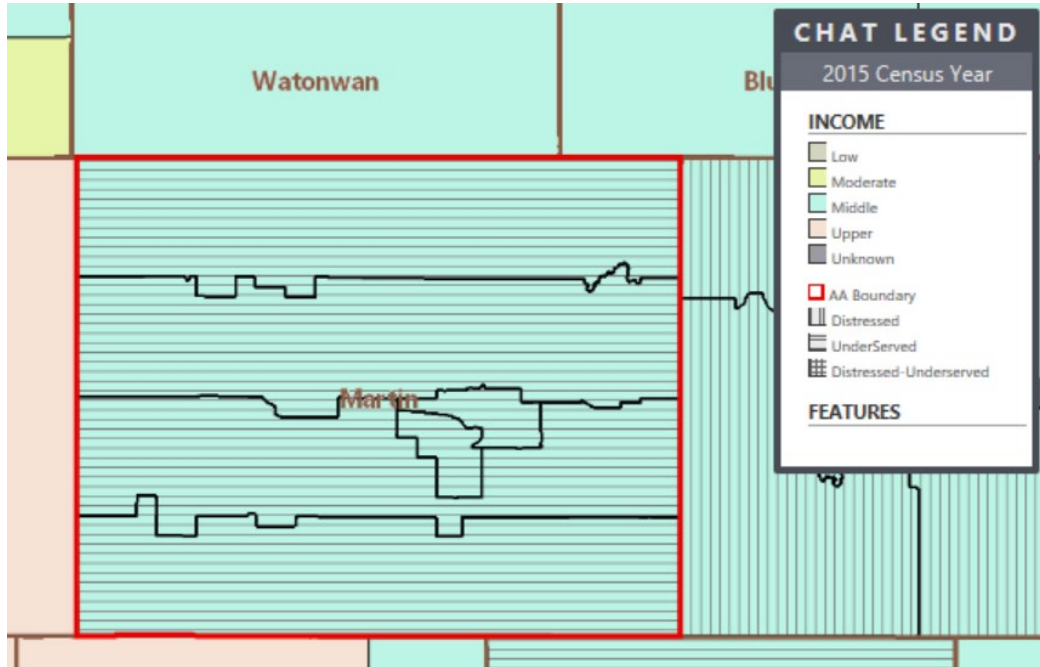 Watonwan
Blu
Martin
CHAT LEGEND
2015 Census Year
INCOME
Low
Moderate
Middle
Upper
Unknown
AA Boundary
Distressed
UnderServed
Distressed-Underserved
FEATURES